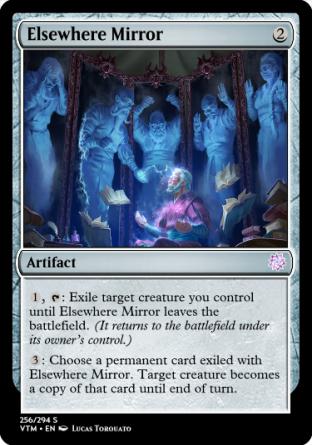 Elsewhere Mirror 2
Artifact
1, T: Exile target creature you control
until Elsewhere Mirror leaves the
battlefield. (It returns to the battlefield under
its owner's control.)
3: Choose a permanent card exiled with
Elsewhere Mirror. Target creature becomes
a copy of that card until end of turn.
256/294 S
VTM • EN Lucas Torquato